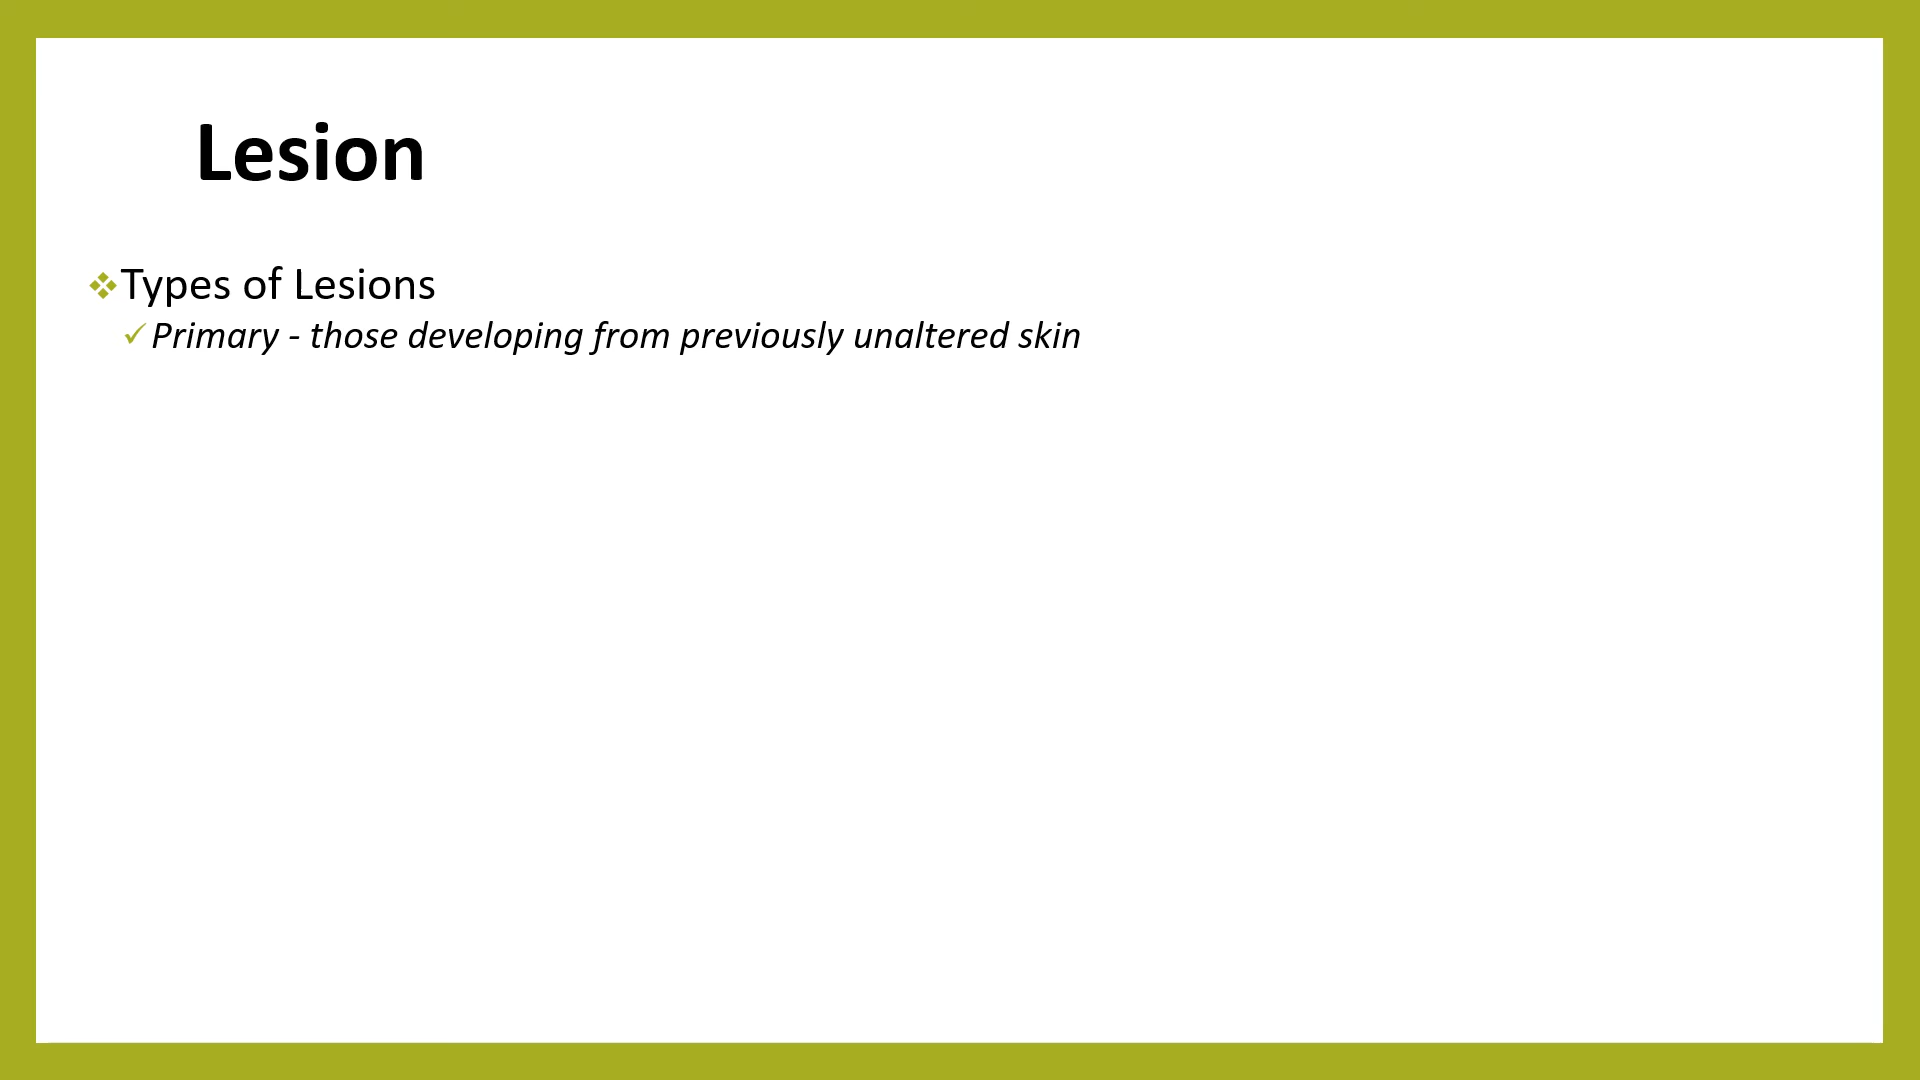 Lesion
❖Types of Lesions
✓Primary - those developing from previously unaltered skin